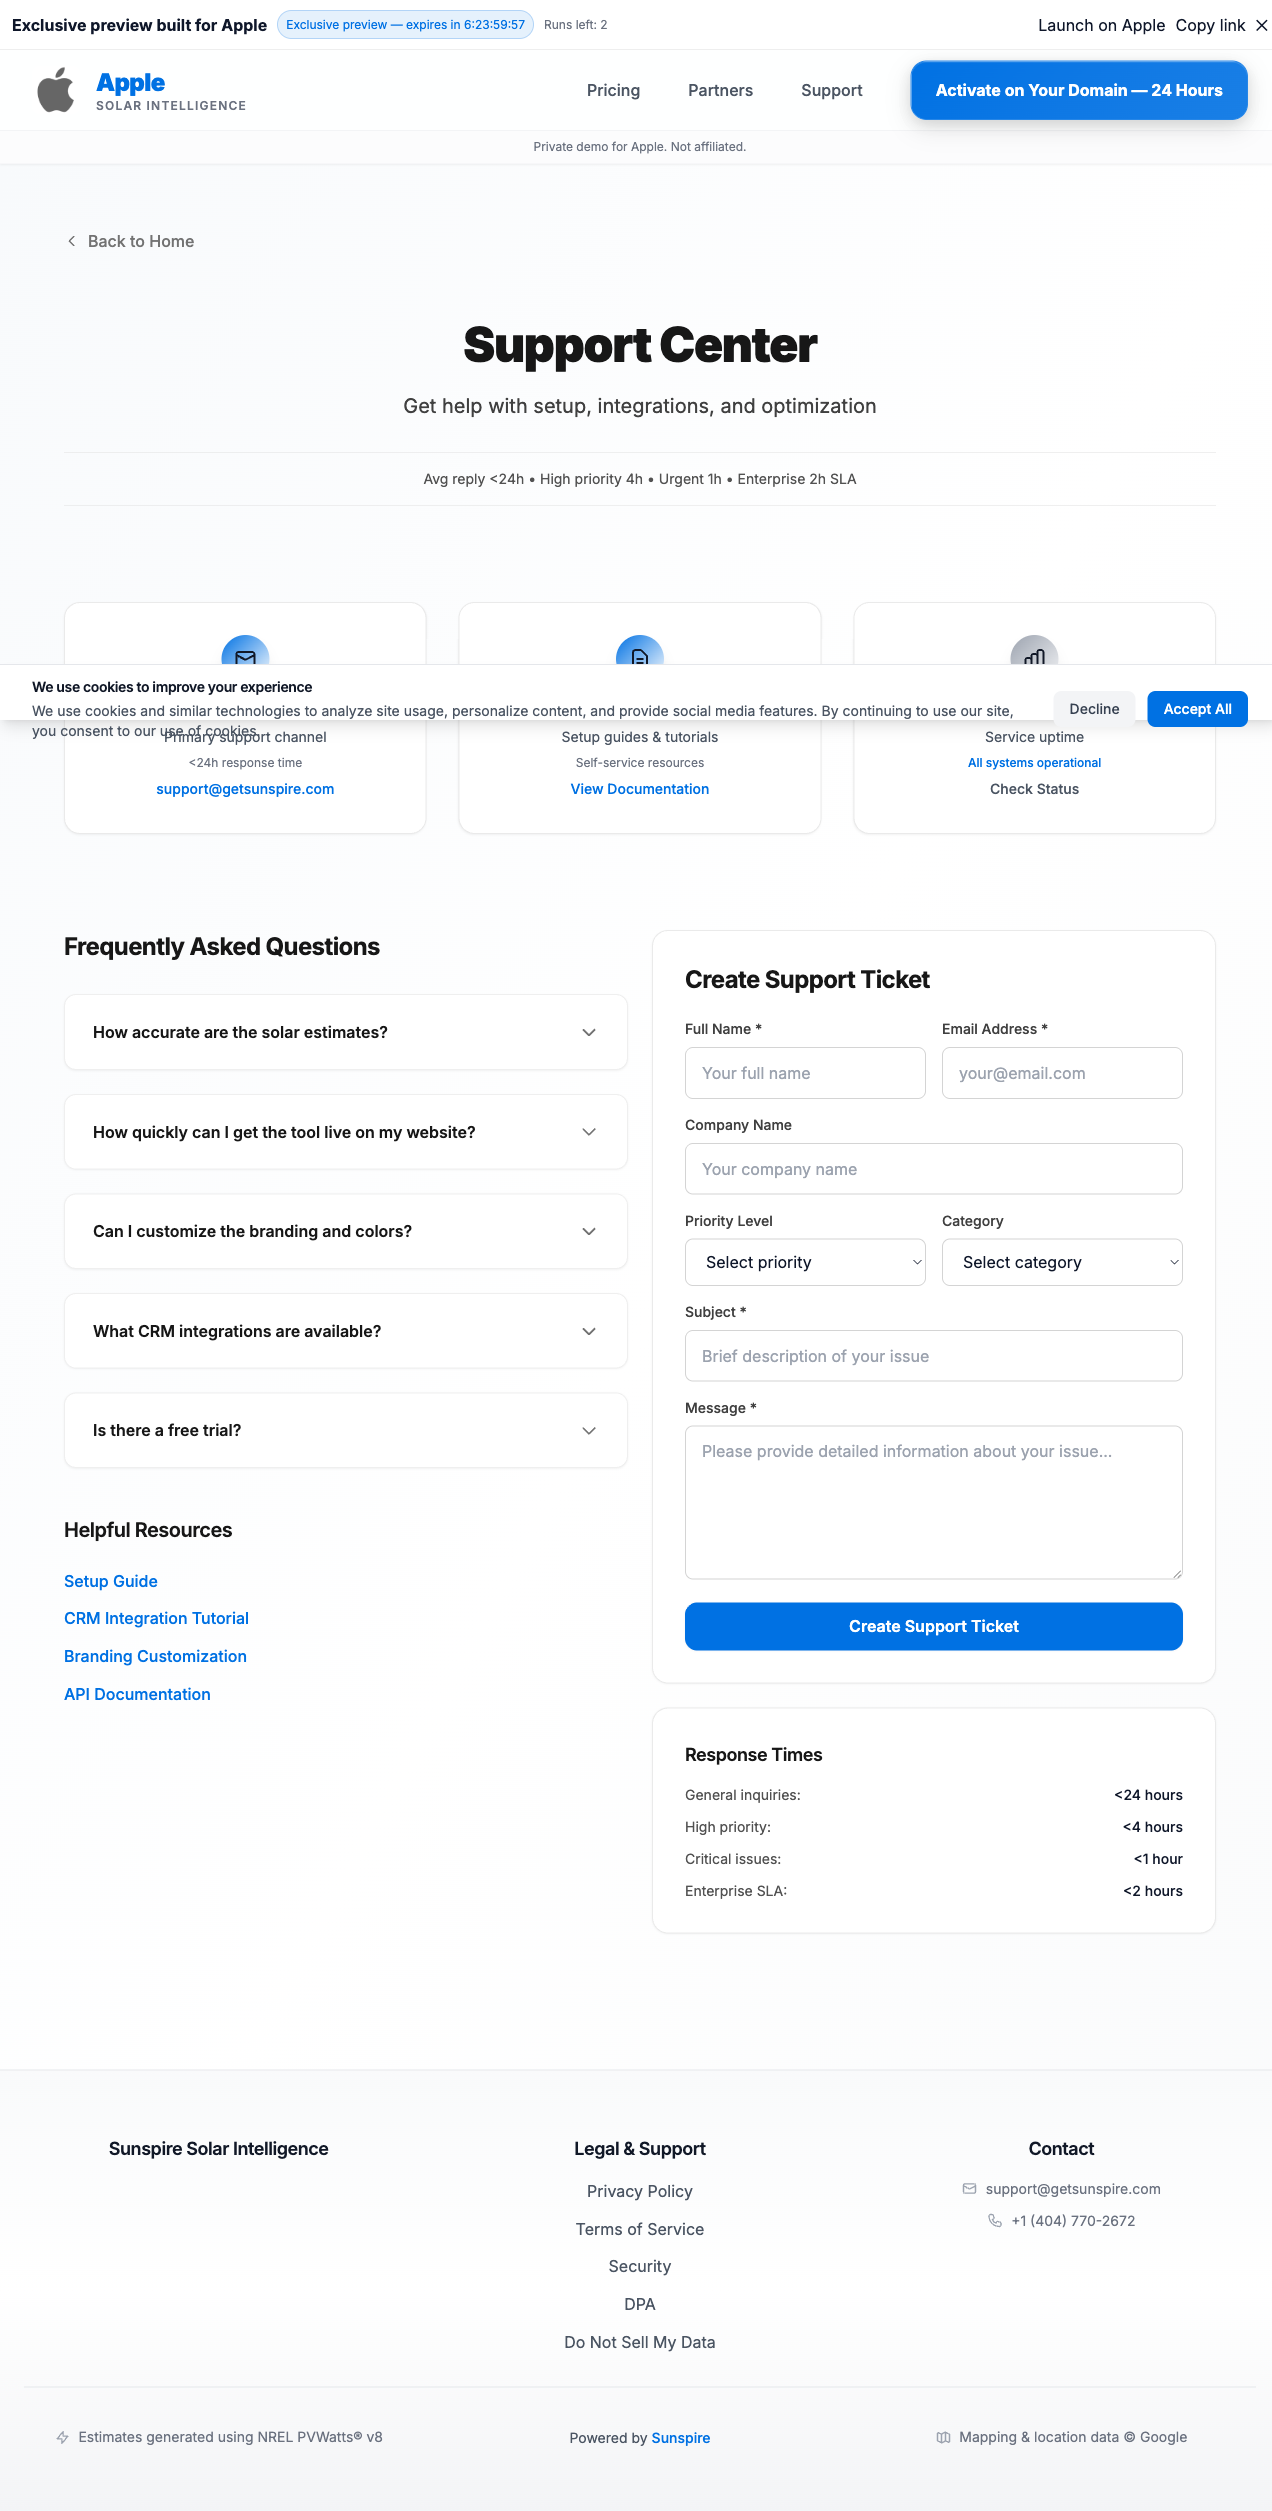 Exclusive preview built for Apple
Exclusive preview — expires in 6:23:59:57
Runs left: 2
Launch on Apple
Copy link
Apple
SOLAR INTELLIGENCE
Pricing
Partners
Support
Activate on Your Domain — 24 Hours
Private demo for Apple. Not affiliated.
Back to Home
Support Center
Get help with setup, integrations, and optimization
Avg reply <24h • High priority 4h • Urgent 1h • Enterprise 2h SLA
We use cookies to improve your experience
We use cookies and similar technologies to analyze site usage, personalize content, and provide social media features. By continuing to use our site,
you consent to our use of cookies.
Decline
Accept All
Primary support channel
<24h response time
support@getsunspire.com
Setup guides & tutorials
Self-service resources
View Documentation
Service uptime
All systems operational
Check Status
Frequently Asked Questions
How accurate are the solar estimates?
How quickly can I get the tool live on my website?
Can I customize the branding and colors?
What CRM integrations are available?
Is there a free trial?
Helpful Resources
Setup Guide
CRM Integration Tutorial
Branding Customization
API Documentation
Create Support Ticket
Full Name *
Email Address *
Your full name
your@email.com
Company Name
Your company name
Priority Level
Category
Select priority
Select category
Subject *
Brief description of your issue
Message *
Please provide detailed information about your issue...
Create Support Ticket
Response Times
General inquiries:
<24 hours
High priority:
<4 hours
Critical issues:
<1 hour
Enterprise SLA:
<2 hours
Sunspire Solar Intelligence
Legal & Support
Privacy Policy
Terms of Service
Security
DPA
Do Not Sell My Data
Contact
support@getsunspire.com
+1 (404) 770-2672
Estimates generated using NREL PVWatts® v8
Powered by Sunspire
Mapping & location data © Google